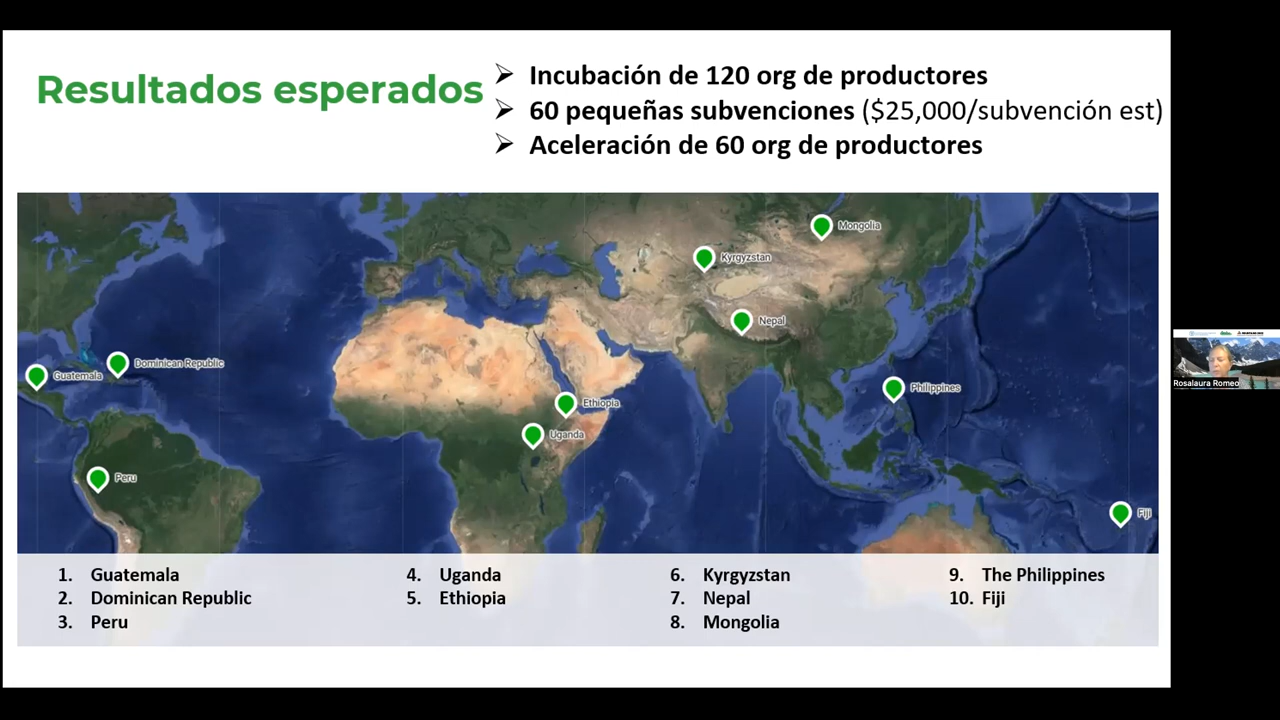 Resultados esperados
➢ Incubación de 120 org de productores
➢ 60 pequeñas subvenciones ($25,000/subvención est)
➢ Aceleración de 60 org de productores
Mongolia
Kyrgyzstan
Nepal
Dominican Republic
Guatemala
Philippines
Ethiopia
Uganda
Peru
Fiji
Rosalaura Romeo
1. Guatemala
2. Dominican Republic
3. Peru
4. Uganda
5. Ethiopia
6. Kyrgyzstan
7. Nepal
8. Mongolia
9. The Philippines
10. Fiji